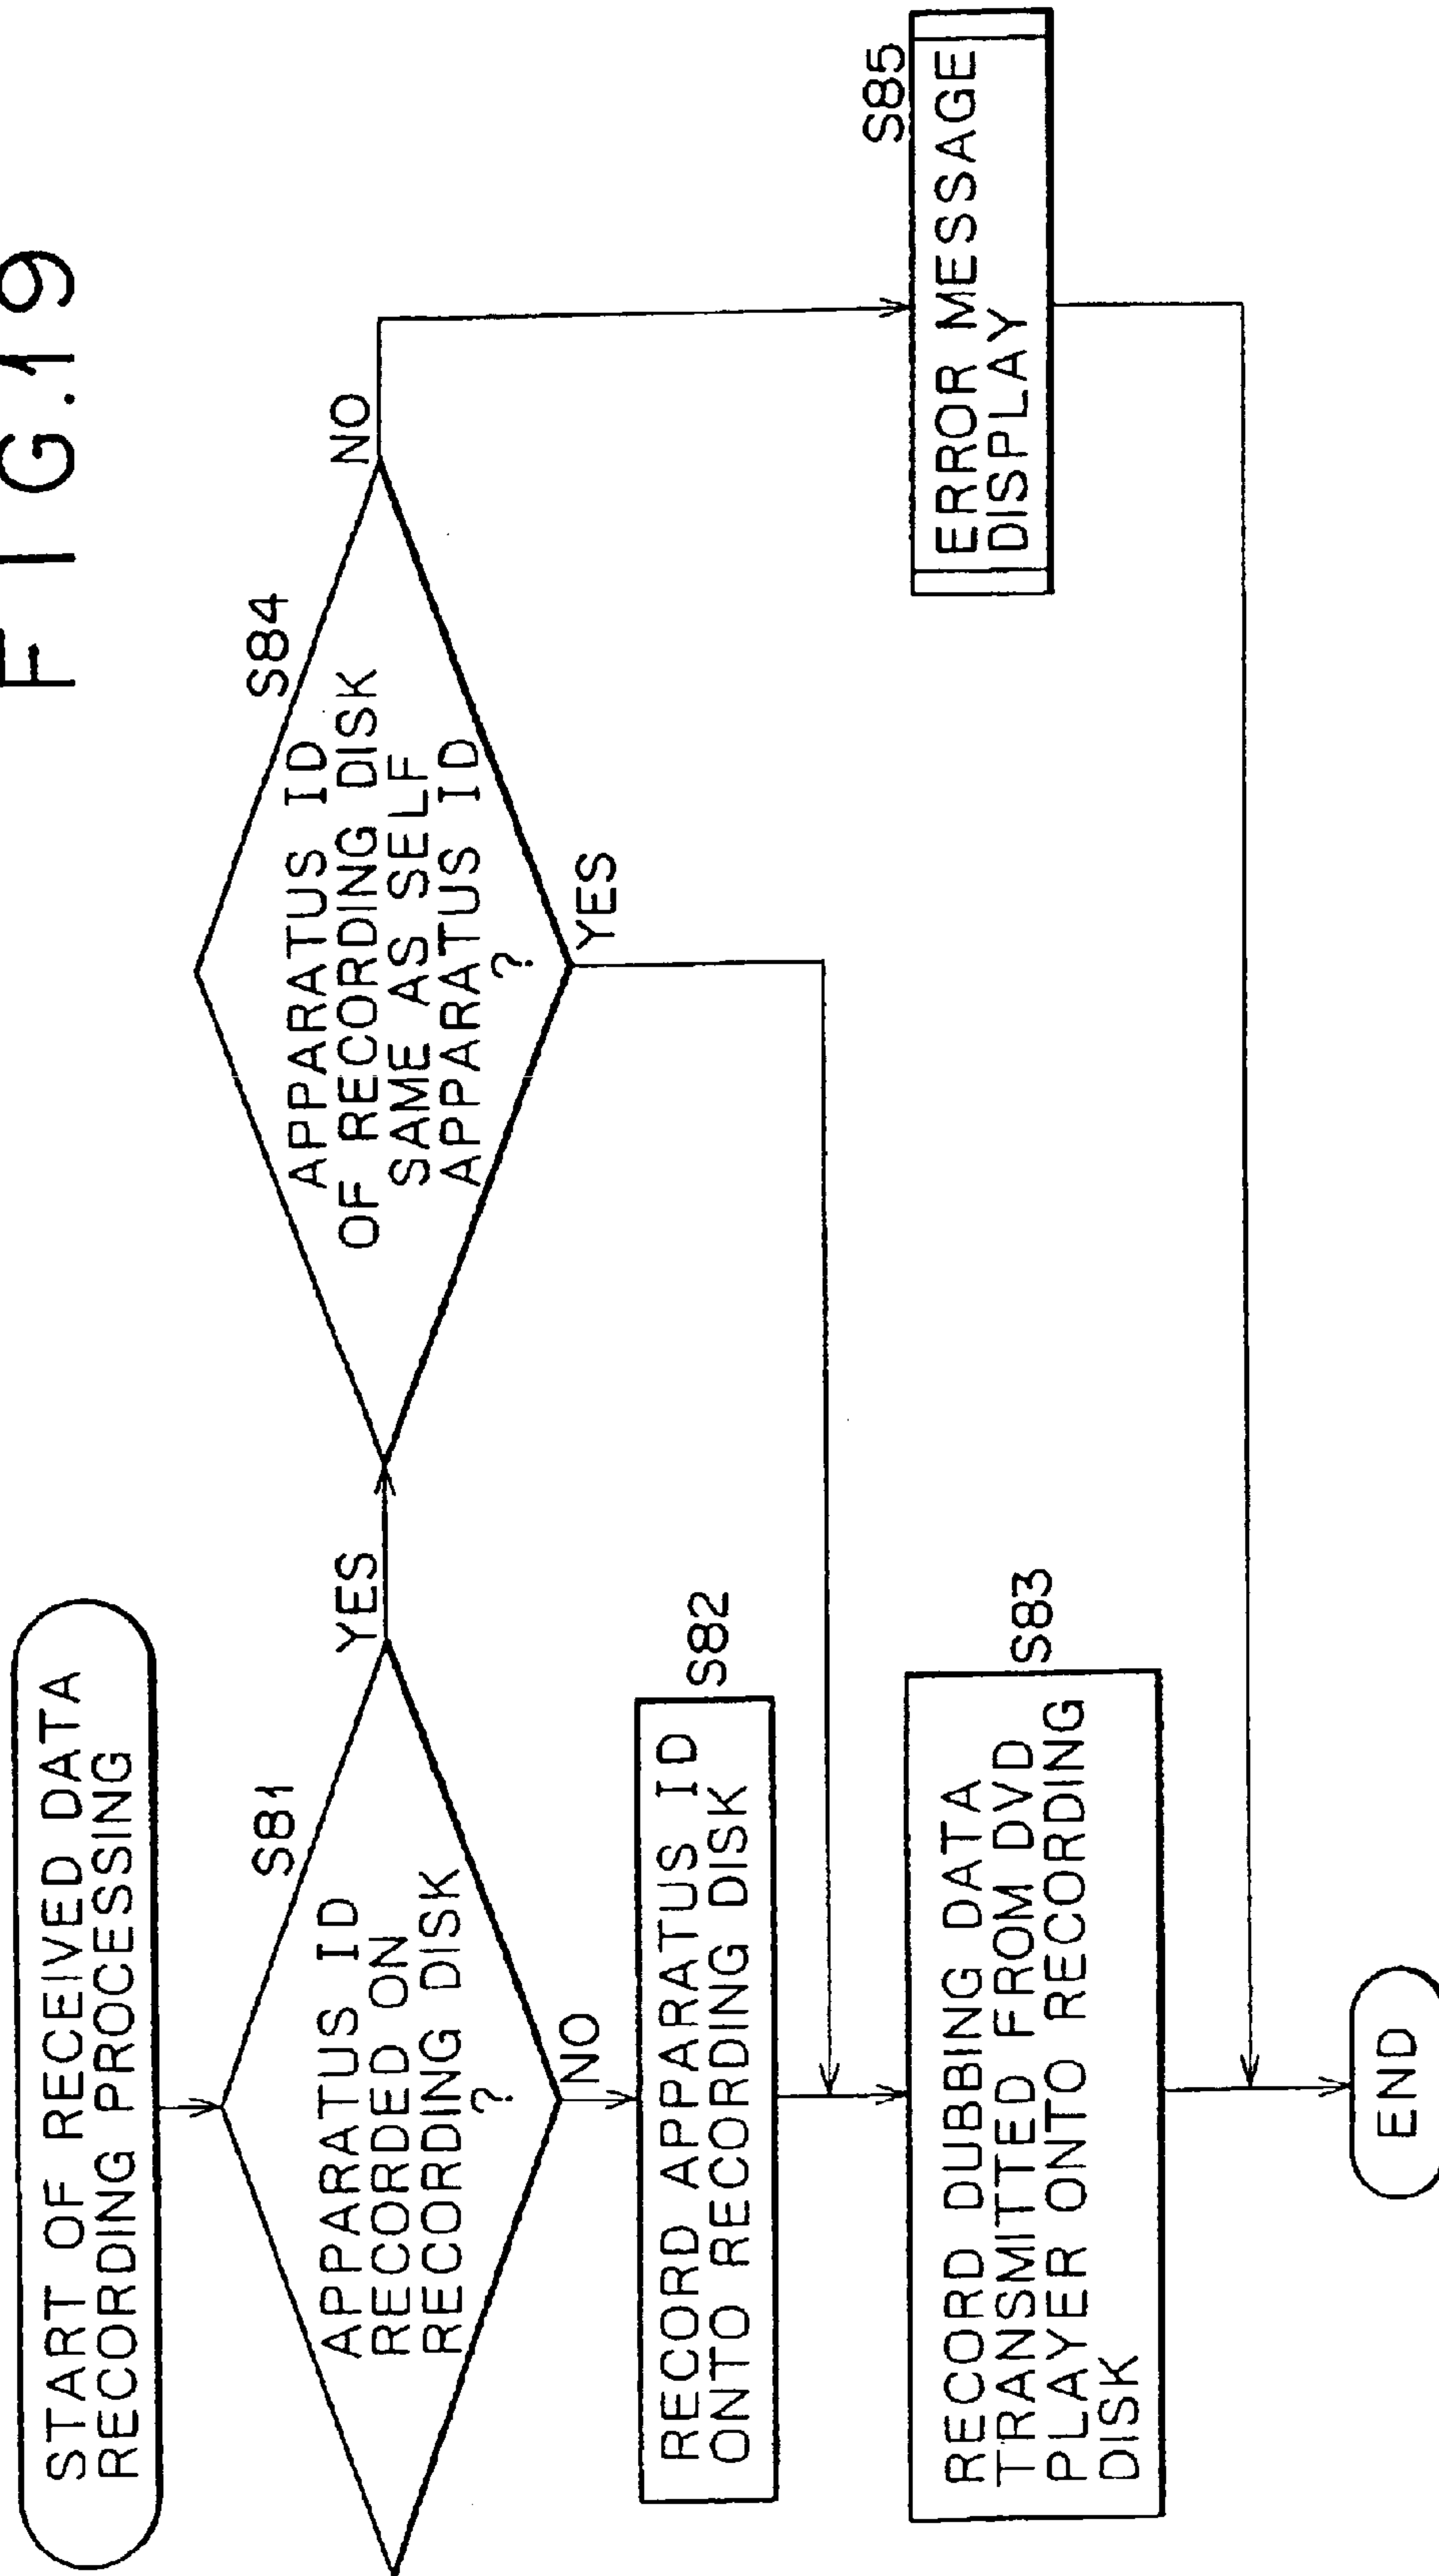 FIG.19
START OF RECEIVED DATA
RECORDING PROCESSING
S81
APPARATUS ID
RECORDED ON
RECORDING DISK
?
YES
NO
S84
APPARATUS ID
OF RECORDING DISK
SAME AS SELF
APPARATUS ID
?
NO
YES
S82
RECORD APPARATUS ID
ONTO RECORDING DISK
S83
RECORD DUBBING DATA
TRANSMITTED FROM DVD
PLAYER ONTO RECORDING
DISK
S85
ERROR MESSAGE
DISPLAY
END